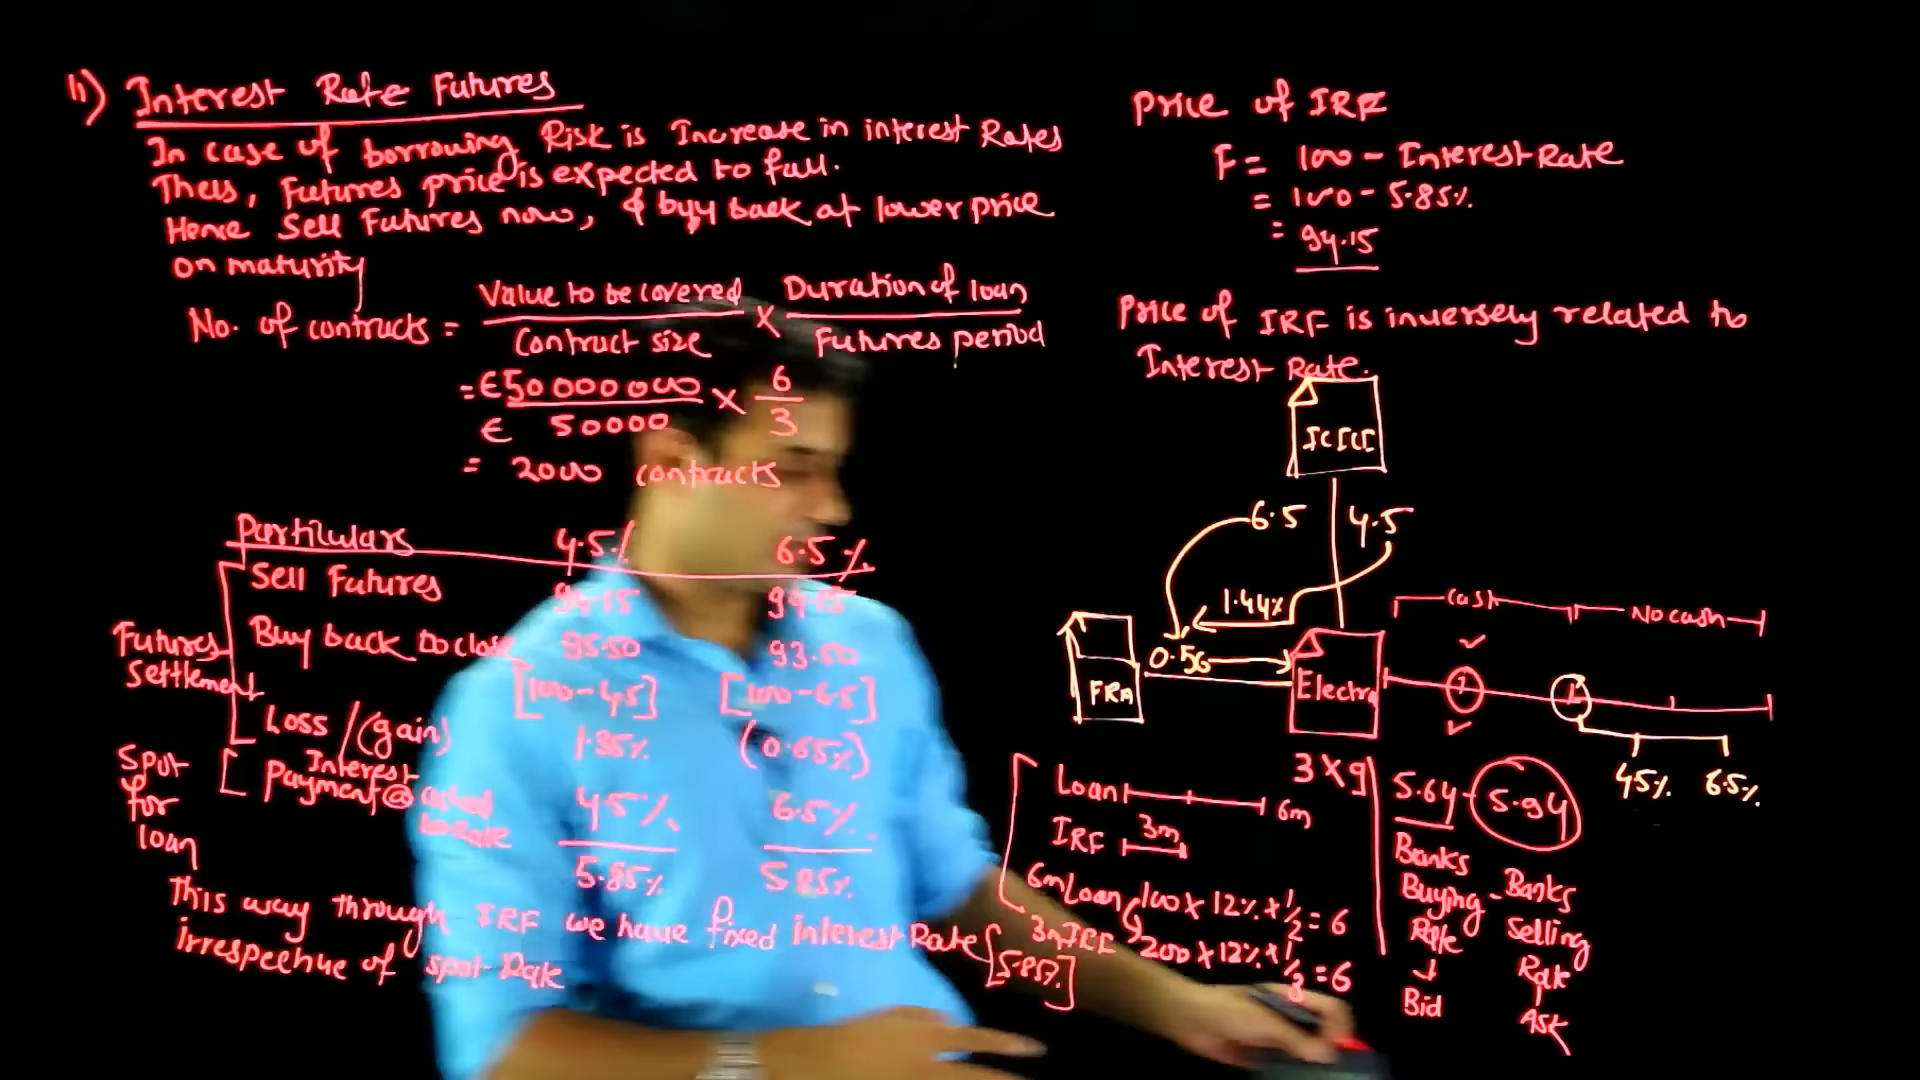 11) Interest Rate Futures
In case of borrowing Risk is Increase in interest Rates
Thus, Futures price is expected to fall.
Hence Sell Futures now, & buy back at lower price
on maturity
No. of contracts = Value to be covered / Contract size × Duration of loan / Futures period
= € 50000000 / € 50000 × 6 / 3
= 2000 contracts
Particulars 4.5% 6.5%
Futures Settlement
Sell Futures 94.15 94.15
Buy back to close 95.50 93.50
[100-4.5] [100-6.5]
Loss/(gain) 1.35% (0.65%)
Spot for loan
Interest Payment @ 4.5% 6.5%
5.85% 5.85%
This way through IRF we have fixed interest Rate [5.85%]
irrespective of spot Rate
Price of IRF
F = 100 - Interest Rate
= 100 - 5.85%
= 94.15
Price of IRF is inversely related to
Interest Rate.
ICICI
6.5 4.5
1.44%
0.56
FRA
Electra
Cash No cash
4.5% 6.5%
3×9
Loan 6m
IRF 3m
6m Loan 100 × 12% × 1/2 = 6
3m IRF 200 × 12% × 1/ = 6
5.64 - 5.94
Banks Buying Rate
↓
Bid
Banks Selling Rate
Ask